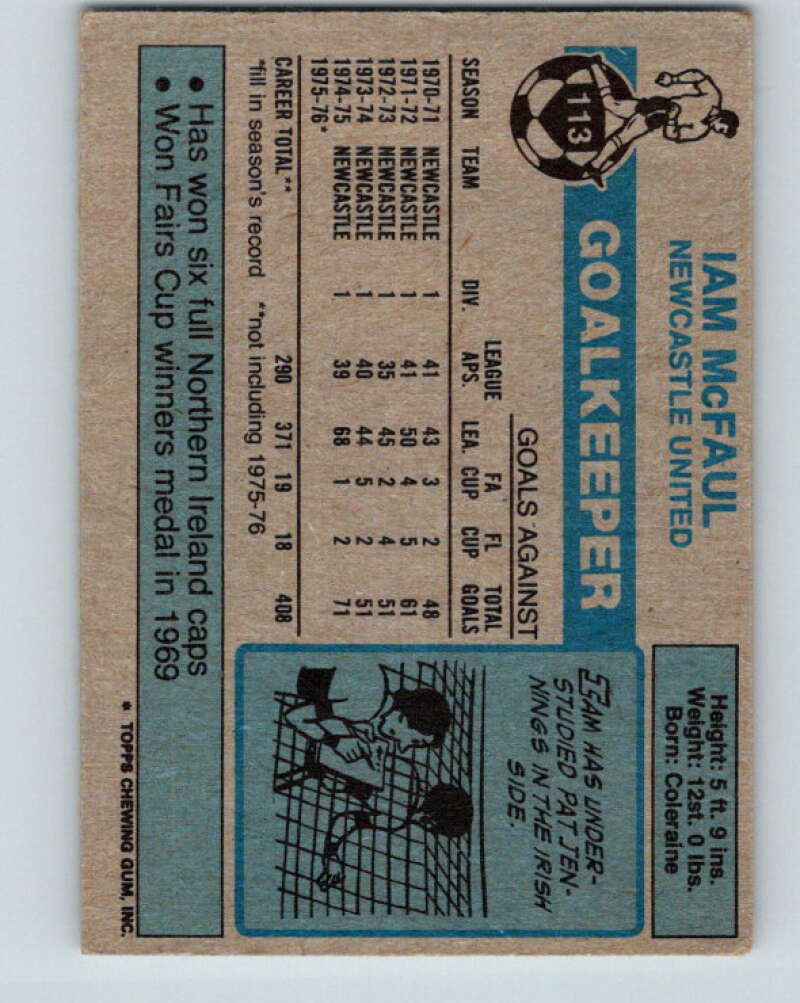 113
IAM McFAUL
NEWCASTLE UNITED
Height: 5 ft. 9 ins.
Weight: 12st. 0 lbs.
Born: Coleraine
GOALKEEPER
GOALS AGAINST
LEAGUE FA FL TOTAL
SEASON TEAM DIV. APS. LEA. CUP CUP GOALS
1970-71 NEWCASTLE 1 41 43 3 2 48
1971-72 NEWCASTLE 1 41 50 4 5 61
1972-73 NEWCASTLE 1 35 45 2 4 51
1973-74 NEWCASTLE 1 40 44 5 2 51
1974-75 NEWCASTLE 1 39 68 1 2 71
1975-76*
CAREER TOTAL** 290 371 19 18 408
*fill in season's record **not including 1975-76
AM HAS UNDER-
STUDIED PAT JEN-
NINGS IN THE IRISH
SIDE.
• Has won six full Northern Ireland caps
• Won Fairs Cup winners medal in 1969
* TOPPS CHEWING GUM, INC.